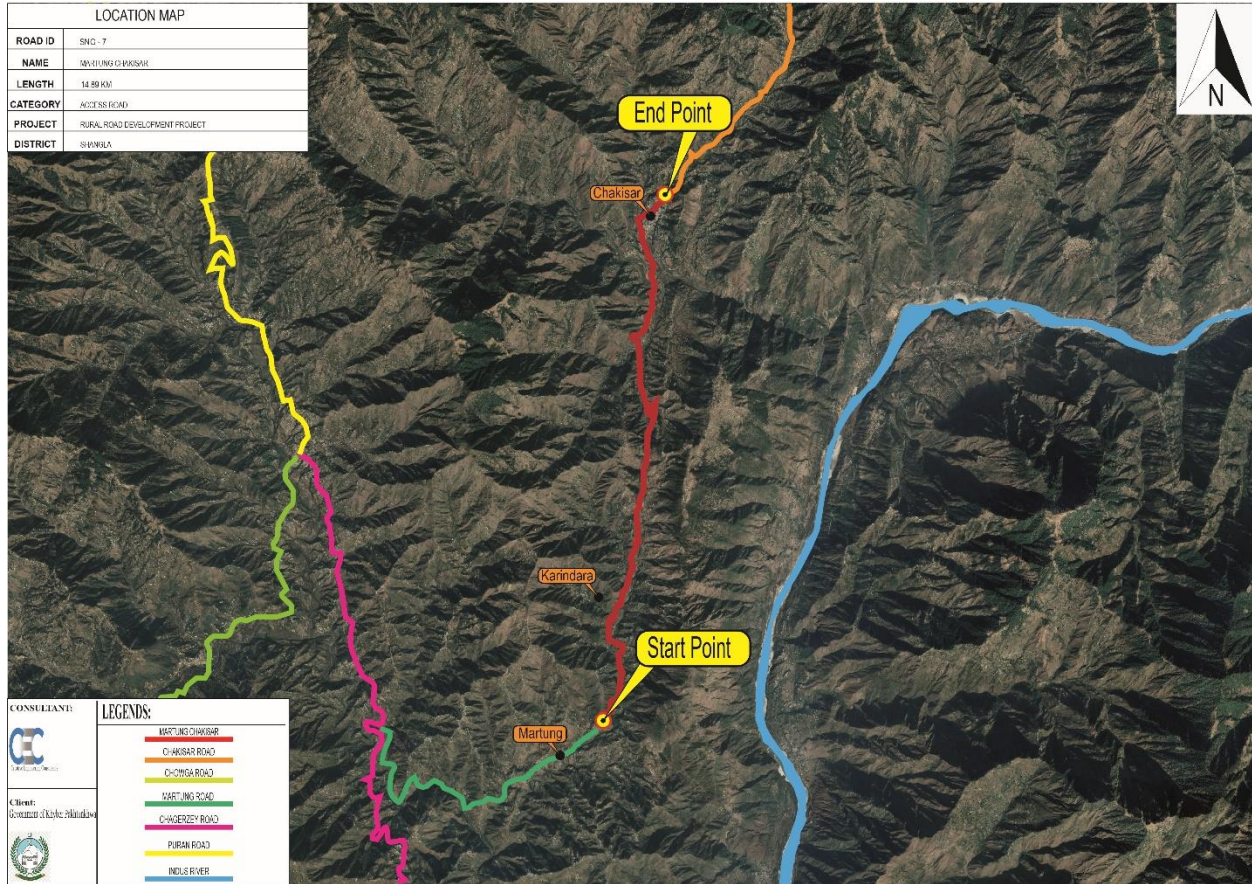 LOCATION MAP
ROAD ID SNG - 7
NAME MARTUNG CHAKISAR
LENGTH 14.89 KM
CATEGORY ACCESS ROAD
PROJECT RURAL ROAD DEVELOPMENT PROJECT
DISTRICT SHANGLA
N
End Point
Chakisar
Karindara
Start Point
Martung
CONSULTANT:
Client:
Government of Khyber Pakhtunkhwa
LEGENDS:
MARTUNG CHAKISAR
CHAKISAR ROAD
CHOWGA ROAD
MARTUNG ROAD
CHAGERZEY ROAD
PURAN ROAD
INDUS RIVER